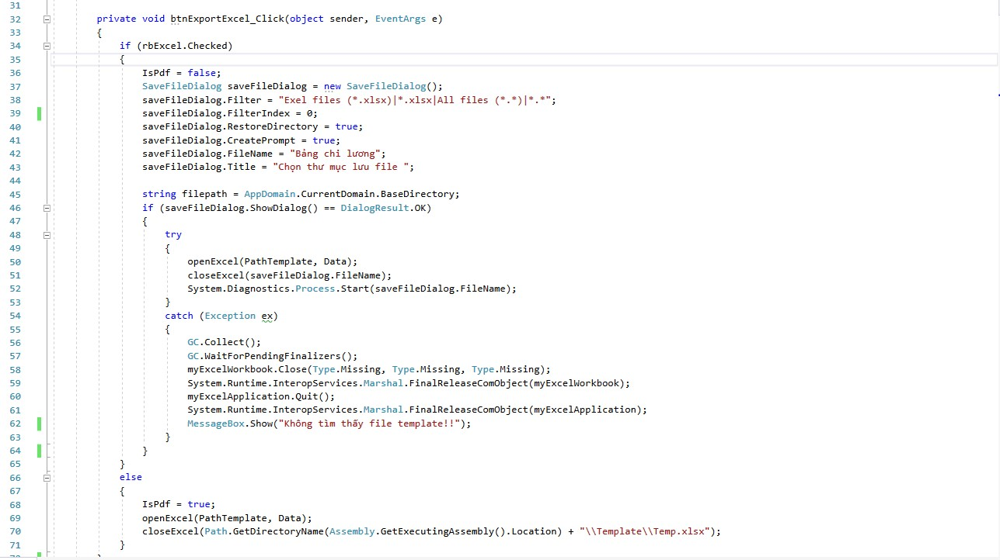 31
32 private void btnExportExcel_Click(object sender, EventArgs e)
33 {
34 if (rbExcel.Checked)
35 {
36 IsPdf = false;
37 SaveFileDialog saveFileDialog = new SaveFileDialog();
38 saveFileDialog.Filter = "Exel files (*.xlsx)|*.xlsx|All files (*.*)|*.*";
39 saveFileDialog.FilterIndex = 0;
40 saveFileDialog.RestoreDirectory = true;
41 saveFileDialog.CreatePrompt = true;
42 saveFileDialog.FileName = "Bảng chi lương";
43 saveFileDialog.Title = "Chọn thư mục lưu file ";
44
45 string filepath = AppDomain.CurrentDomain.BaseDirectory;
46 if (saveFileDialog.ShowDialog() == DialogResult.OK)
47 {
48 try
49 {
50 openExcel(PathTemplate, Data);
51 closeExcel(saveFileDialog.FileName);
52 System.Diagnostics.Process.Start(saveFileDialog.FileName);
53 }
54 catch (Exception ex)
55 {
56 GC.Collect();
57 GC.WaitForPendingFinalizers();
58 myExcelWorkbook.Close(Type.Missing, Type.Missing, Type.Missing);
59 System.Runtime.InteropServices.Marshal.FinalReleaseComObject(myExcelWorkbook);
60 myExcelApplication.Quit();
61 System.Runtime.InteropServices.Marshal.FinalReleaseComObject(myExcelApplication);
62 MessageBox.Show("Không tìm thấy file template!!");
63 }
64 }
65 }
66 else
67 {
68 IsPdf = true;
69 openExcel(PathTemplate, Data);
70 closeExcel(Path.GetDirectoryName(Assembly.GetExecutingAssembly().Location) + "\\Template\\Temp.xlsx");
71 }